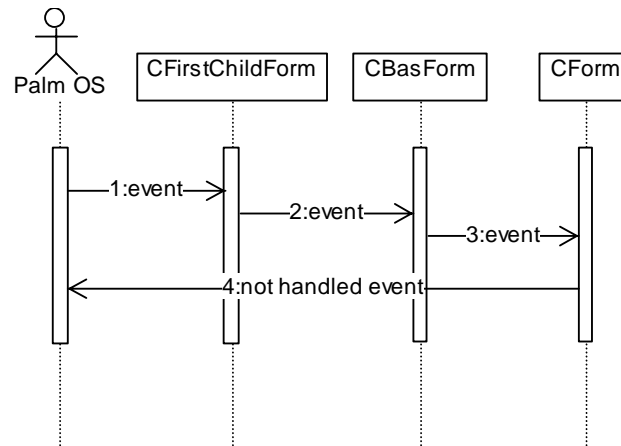 Palm OS
CFirstChildForm
CBasForm
CForm
1:event
2:event
3:event
4:not handled event